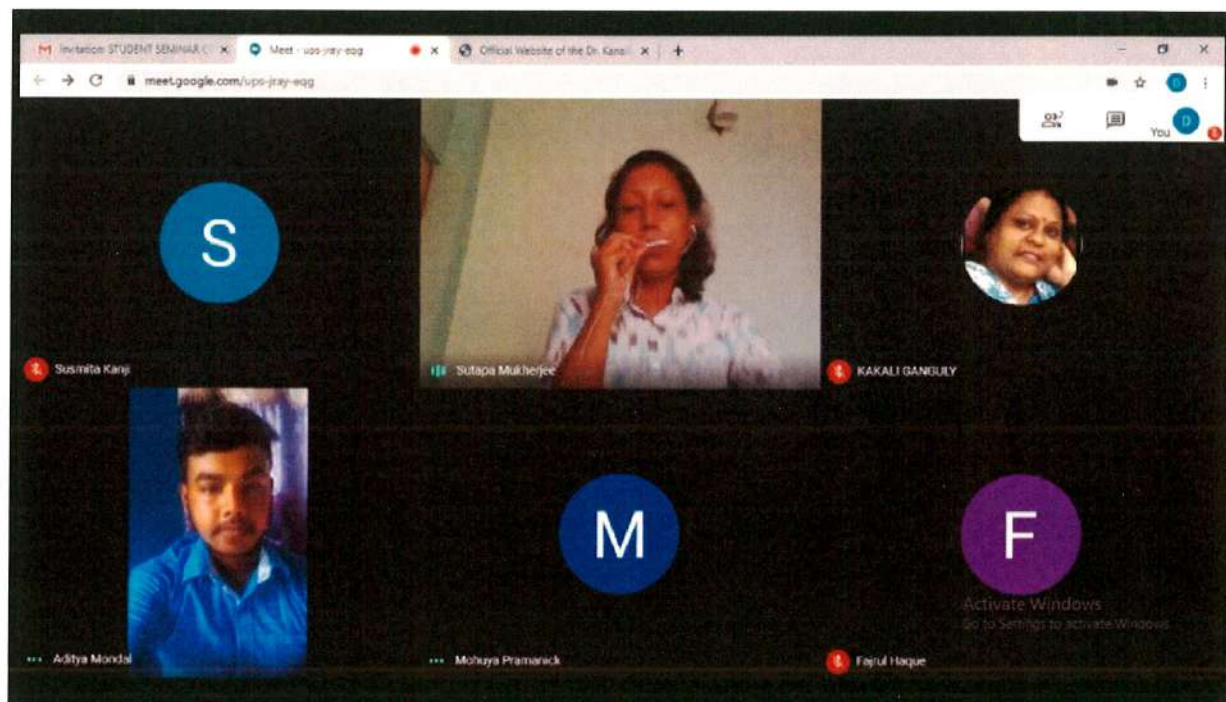 Invitation: STUDENT SEMINAR C
Meet - ups-jray-eqg
Official Website of the Dr. Kanai
meet.google.com/ups-jray-eqg
You D
D
S
Susmita Kanji
Sutapa Mukherjee
KAKALI GANGULY
M
F
Activate Windows
Go to Settings to activate Windows.
Aditya Mondal
Mohuya Pramanick
Fajrul Haque